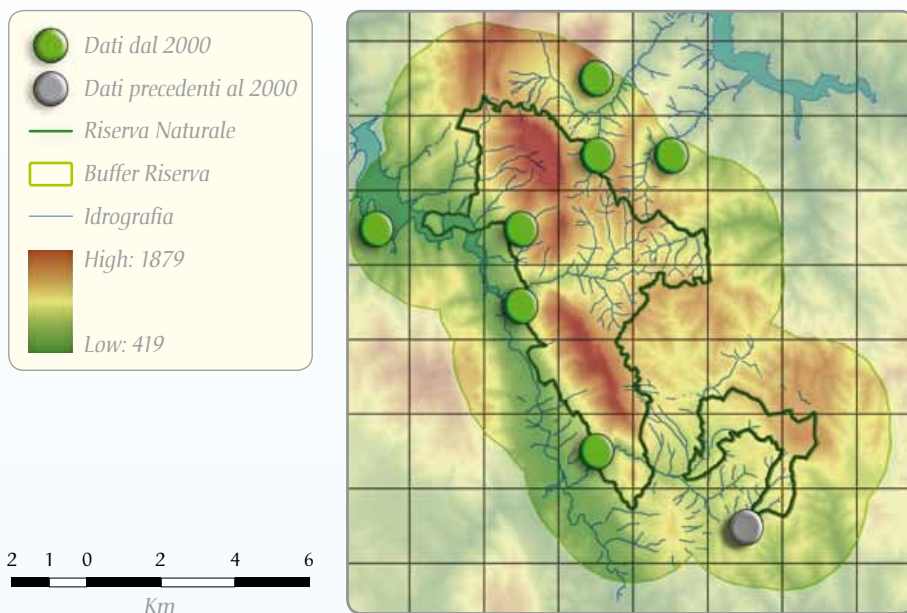 Dati dal 2000
Dati precedenti al 2000
Riserva Naturale
Buffer Riserva
Idrografia
High: 1879
Low: 419
2 1 0 2 4 6
Km